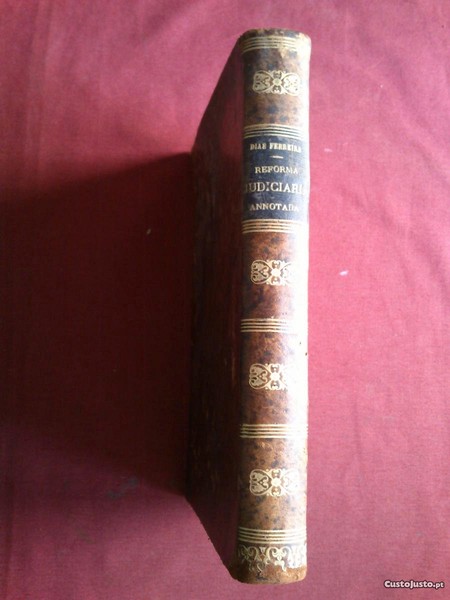 DIAS FERREIRA
REFORMA
JUDICIARIA
ANNOTADA
CustoJusto.pt